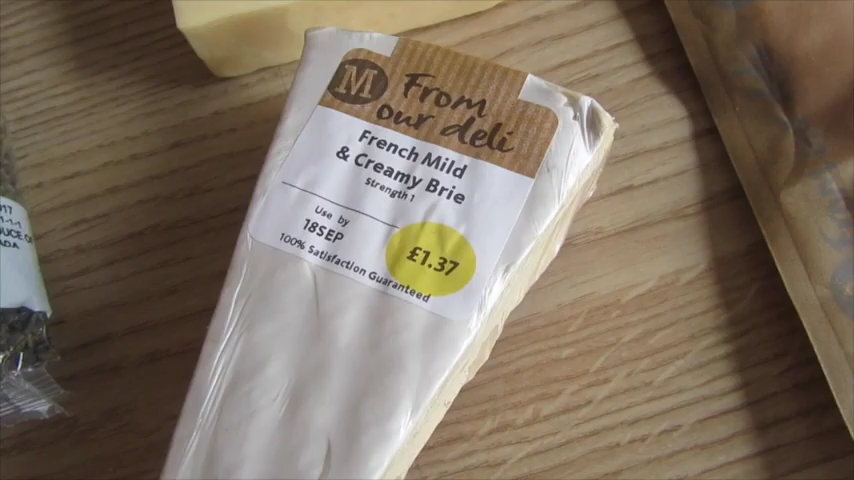 M
From
our deli
French Mild
& Creamy Brie
Strength 1
Use by
18SEP
£1.37
100% Satisfaction Guaranteed